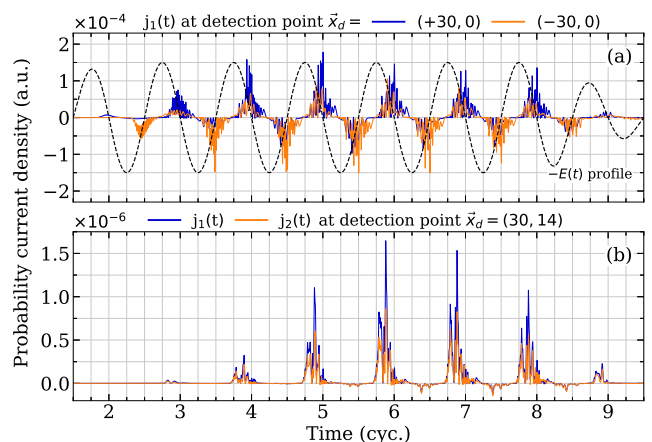 ×10⁻⁴ j₁(t) at detection point x⃗_d = (+30, 0) (−30, 0)
(a)
2
1
0
−1
−2
−E(t) profile
×10⁻⁶ j₁(t) j₂(t) at detection point x⃗_d = (30, 14)
(b)
1.5
1.0
0.5
0.0
2 3 4 5 6 7 8 9
Time (cyc.)
Probability current density (a.u.)